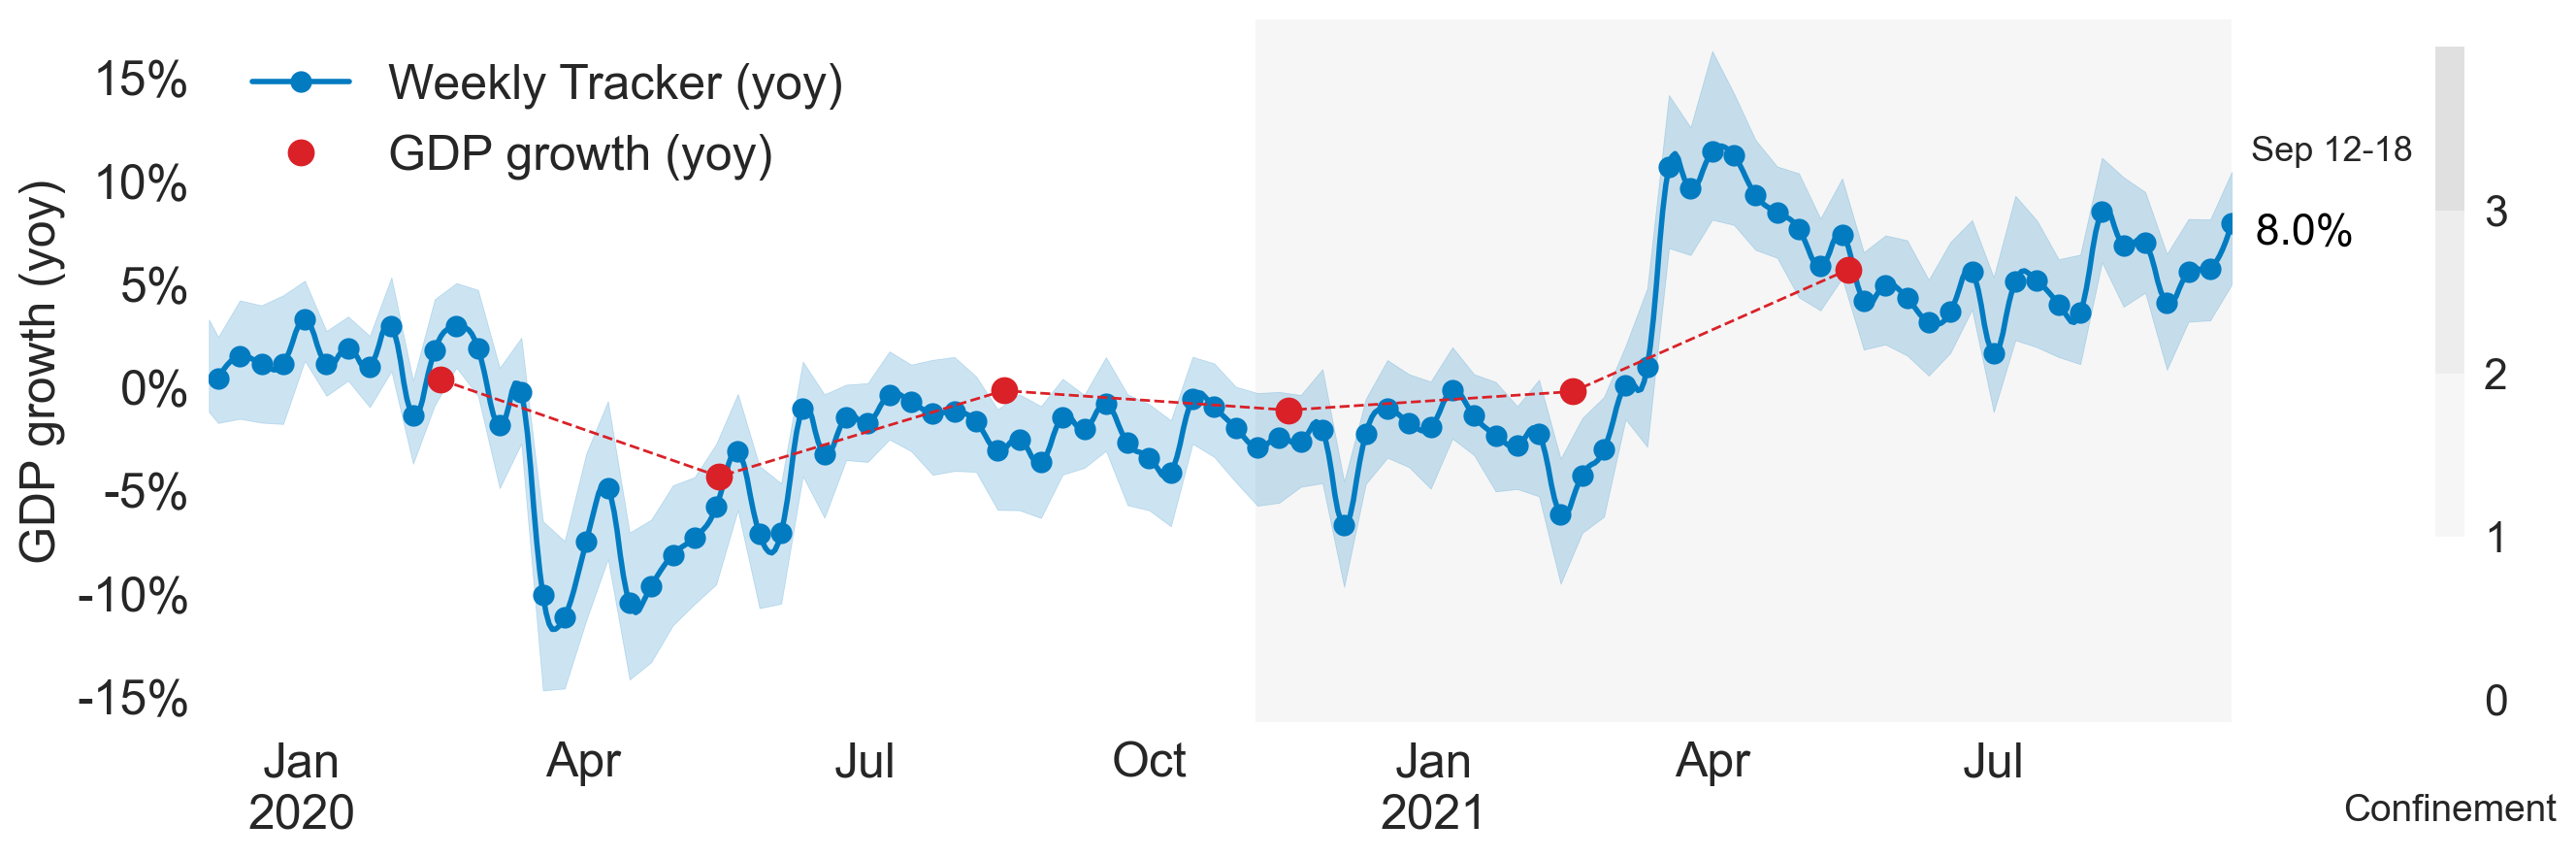 Weekly Tracker (yoy)
GDP growth (yoy)
GDP growth (yoy)
15%
10%
5%
0%
-5%
-10%
-15%
Jan
2020
Apr
Jul
Oct
Jan
2021
Apr
Jul
Sep 12-18
8.0%
3
2
1
0
Confinement